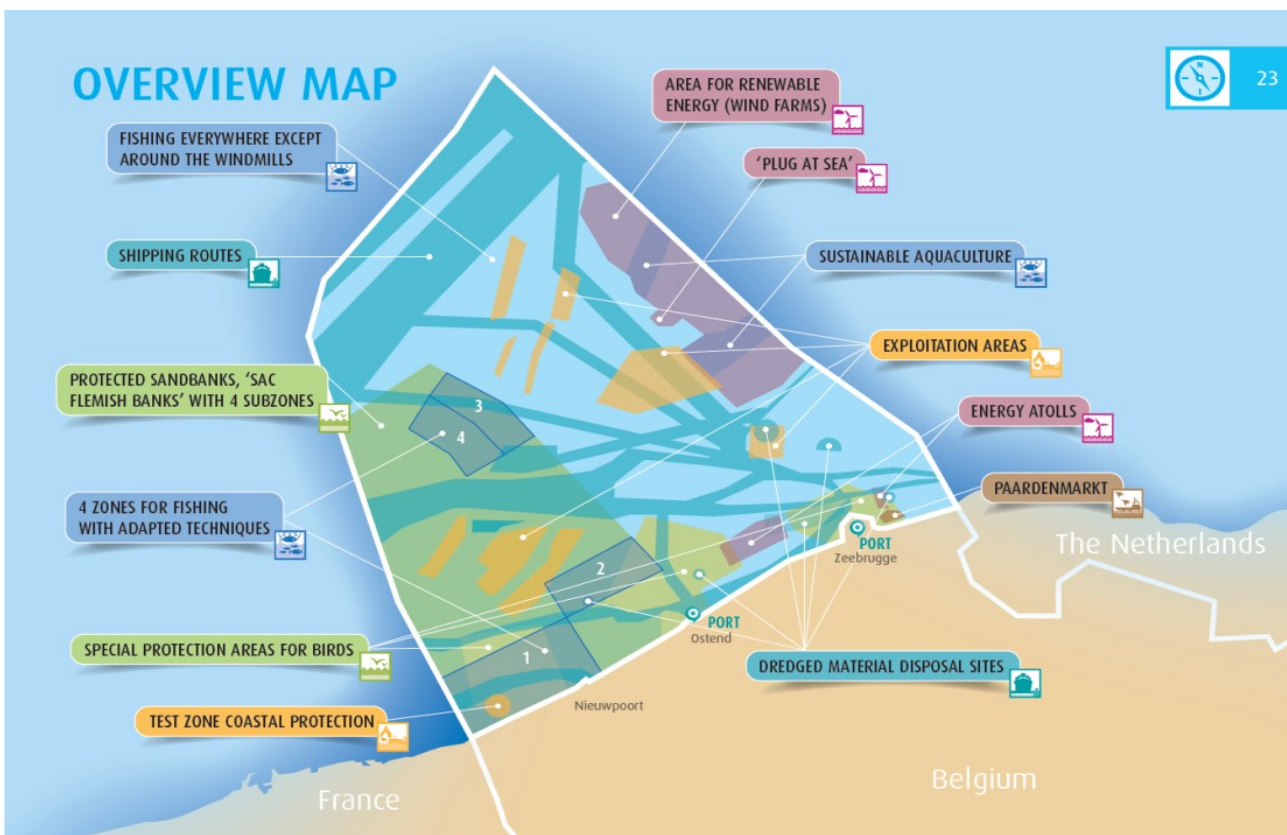 OVERVIEW MAP
N
23
AREA FOR RENEWABLE
ENERGY (WIND FARMS)
FISHING EVERYWHERE EXCEPT
AROUND THE WINDMILLS
'PLUG AT SEA'
SHIPPING ROUTES
SUSTAINABLE AQUACULTURE
EXPLOITATION AREAS
PROTECTED SANDBANKS, 'SAC
FLEMISH BANKS' WITH 4 SUBZONES
3
4
ENERGY ATOLLS
PAARDENMARKT
4 ZONES FOR FISHING
WITH ADAPTED TECHNIQUES
PORT
Zeebrugge
The Netherlands
2
PORT
Ostend
SPECIAL PROTECTION AREAS FOR BIRDS
1
DREDGED MATERIAL DISPOSAL SITES
Nieuwpoort
TEST ZONE COASTAL PROTECTION
France
Belgium